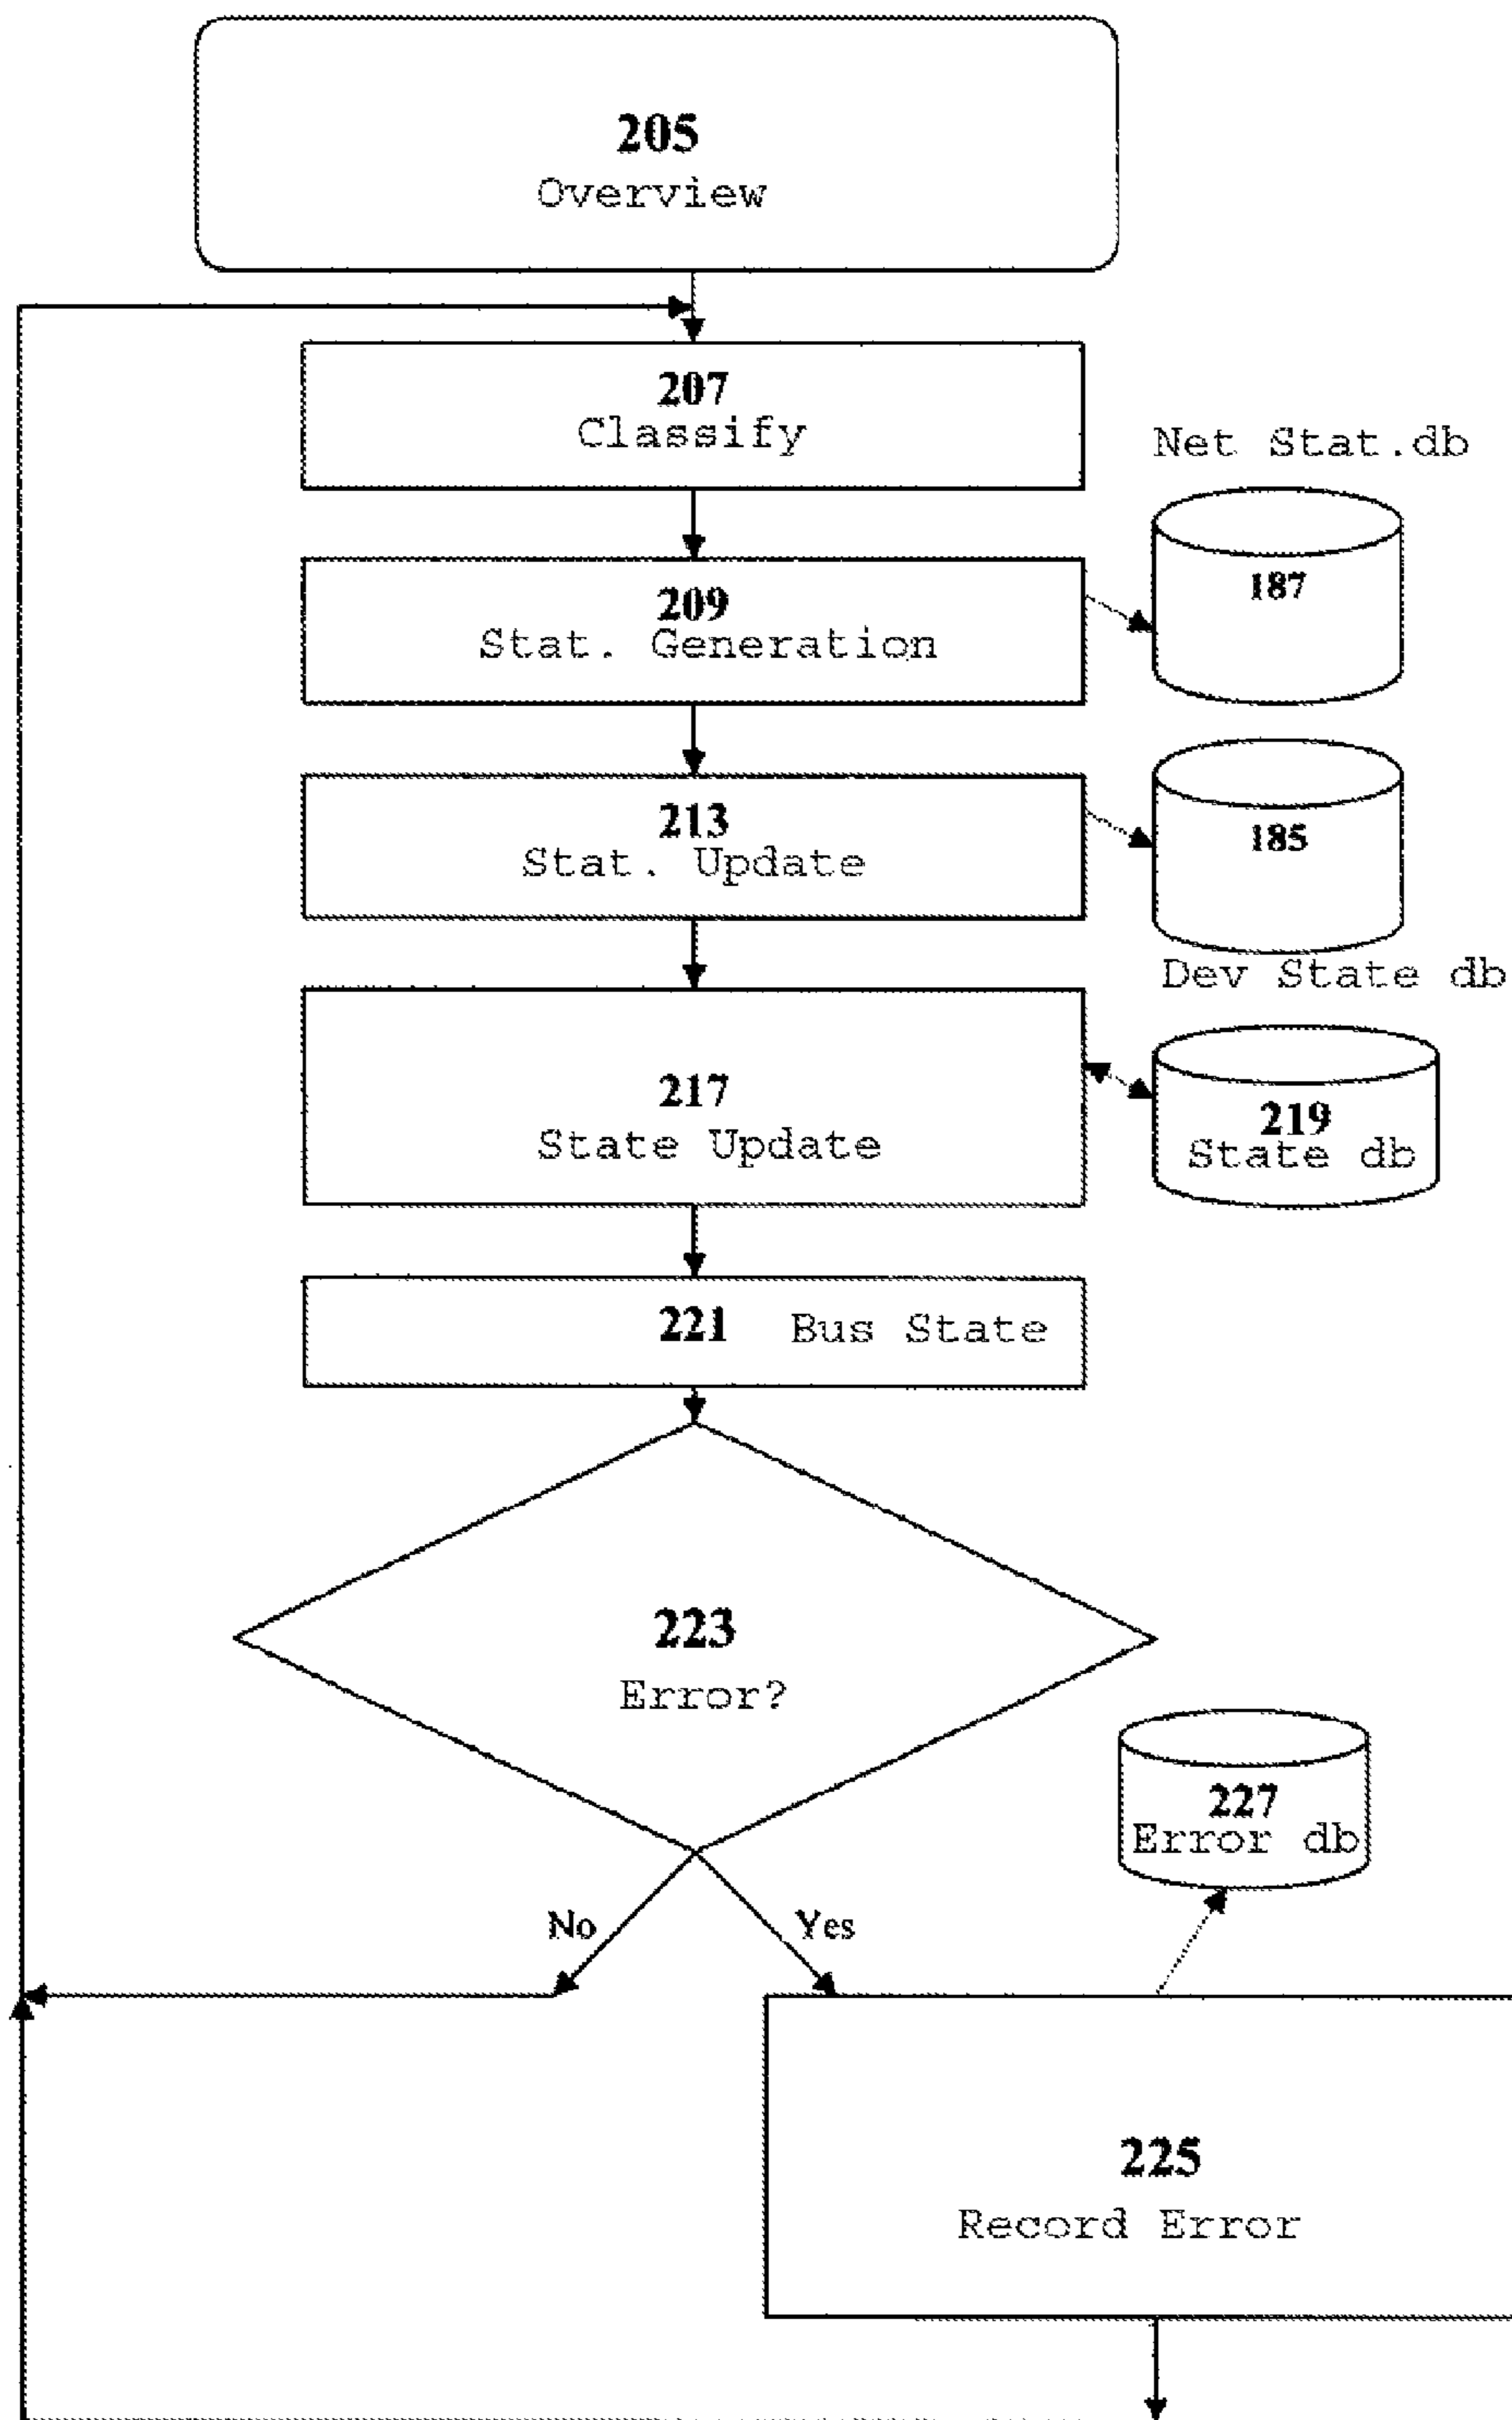 205
Overview
207
Classify
Net Stat.db
187
209
Stat. Generation
213
Stat. Update
185
Dev State db
217
State Update
219
State db
221 Bus State
223
Error?
227
Error db
No
Yes
225
Record Error